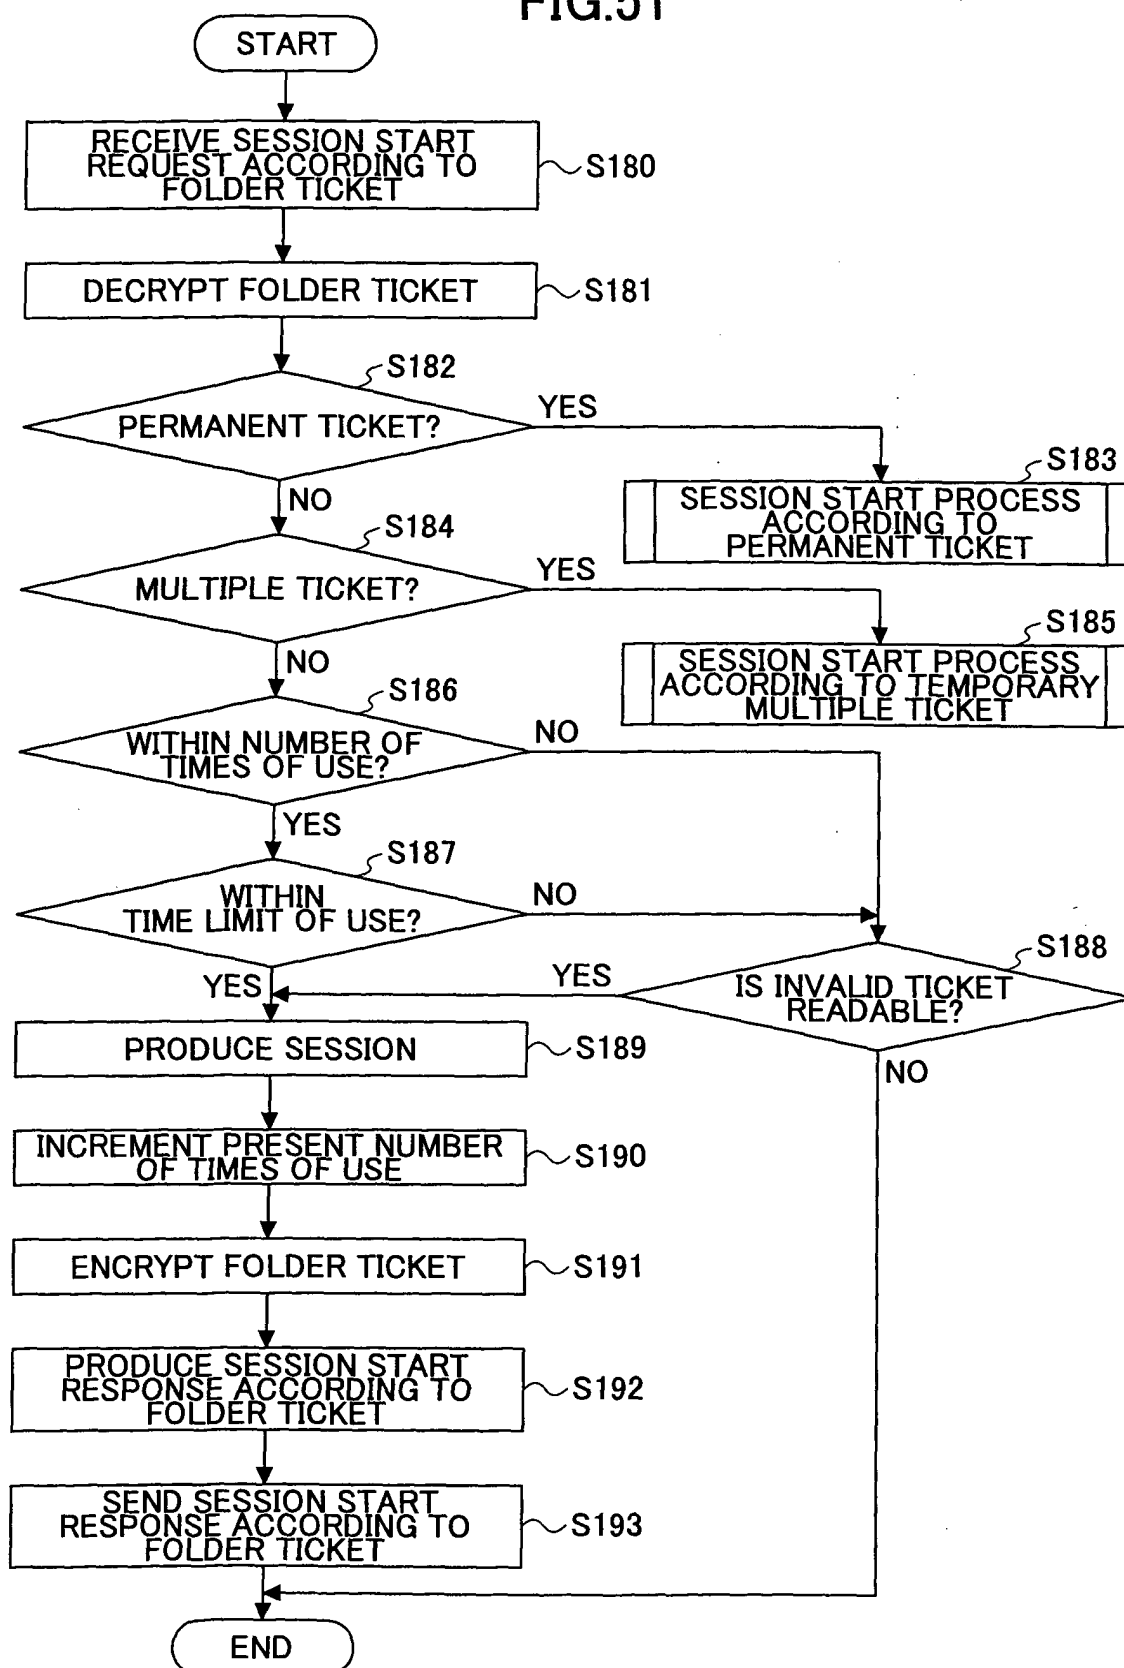 FIG.51
START
RECEIVE SESSION START
REQUEST ACCORDING TO
FOLDER TICKET
S180
DECRYPT FOLDER TICKET
S181
S182
PERMANENT TICKET?
YES
NO
S183
SESSION START PROCESS
ACCORDING TO
PERMANENT TICKET
S184
MULTIPLE TICKET?
YES
NO
S185
SESSION START PROCESS
ACCORDING TO TEMPORARY
MULTIPLE TICKET
S186
WITHIN NUMBER OF
TIMES OF USE?
NO
YES
S187
WITHIN
TIME LIMIT OF USE?
NO
YES
S188
IS INVALID TICKET
READABLE?
YES
NO
PRODUCE SESSION
S189
INCREMENT PRESENT NUMBER
OF TIMES OF USE
S190
ENCRYPT FOLDER TICKET
S191
PRODUCE SESSION START
RESPONSE ACCORDING TO
FOLDER TICKET
S192
SEND SESSION START
RESPONSE ACCORDING TO
FOLDER TICKET
S193
END